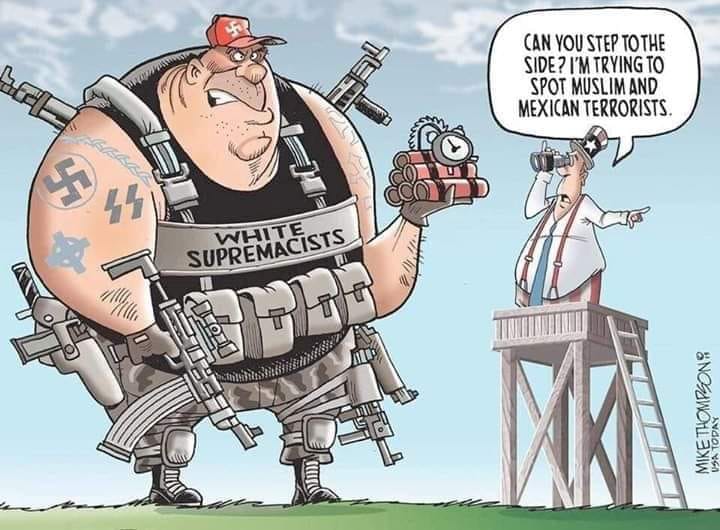 CAN YOU STEP TO THE
SIDE? I'M TRYING TO
SPOT MUSLIM AND
MEXICAN TERRORISTS.
WHITE
SUPREMACISTS
MIKE THOMPSON
USA TODAY